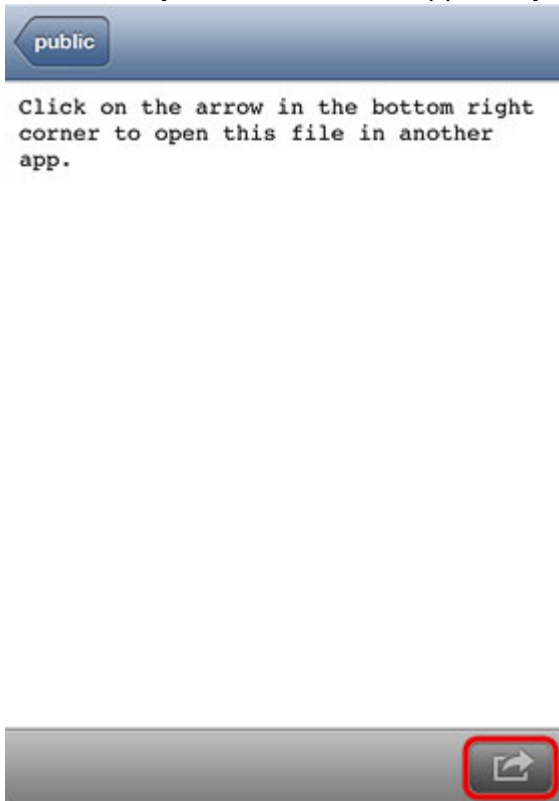 public
Click on the arrow in the bottom right
corner to open this file in another
app.